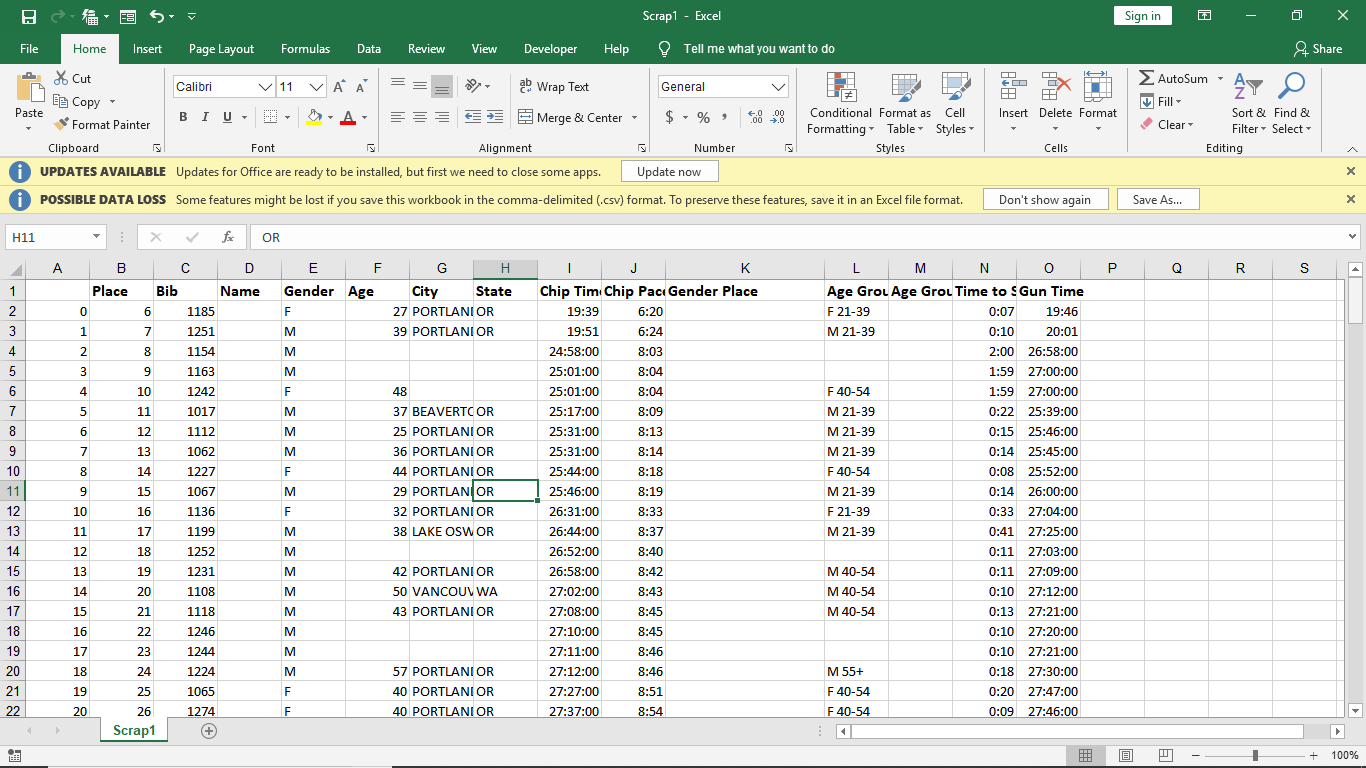 Scrap1 - Excel
Sign in
File Home Insert Page Layout Formulas Data Review View Developer Help Tell me what you want to do Share
Cut
Copy
Format Painter
Paste
Clipboard
Calibri 11
B I U
Font
Wrap Text
Merge & Center
Alignment
General
$ % ,
Number
Conditional Formatting
Format as Table
Cell Styles
Styles
Insert Delete Format
Cells
AutoSum
Fill
Clear
Sort & Filter
Find & Select
Editing
UPDATES AVAILABLE Updates for Office are ready to be installed, but first we need to close some apps. Update now
POSSIBLE DATA LOSS Some features might be lost if you save this workbook in the comma-delimited (.csv) format. To preserve these features, save it in an Excel file format. Don't show again Save As...
H11 fx OR
A B C D E F G H I J K L M N O P Q R S
1 Place Bib Name Gender Age City State Chip Tim Chip Pac Gender Place Age Grou Age Grou Time to S Gun Time
2 0 6 1185 F 27 PORTLAN OR 19:39 6:20 F 21-39 0:07 19:46
3 1 7 1251 M 39 PORTLAN OR 19:51 6:24 M 21-39 0:10 20:01
4 2 8 1154 M 24:58:00 8:03 2:00 26:58:00
5 3 9 1163 M 25:01:00 8:04 1:59 27:00:00
6 4 10 1242 F 48 25:01:00 8:04 F 40-54 1:59 27:00:00
7 5 11 1017 M 37 BEAVERTO OR 25:17:00 8:09 M 21-39 0:22 25:39:00
8 6 12 1112 M 25 PORTLAN OR 25:31:00 8:13 M 21-39 0:15 25:46:00
9 7 13 1062 M 36 PORTLAN OR 25:31:00 8:14 M 21-39 0:14 25:45:00
10 8 14 1227 F 44 PORTLAN OR 25:44:00 8:18 F 40-54 0:08 25:52:00
11 9 15 1067 M 29 PORTLAN OR 25:46:00 8:19 M 21-39 0:14 26:00:00
12 10 16 1136 F 32 PORTLAN OR 26:31:00 8:33 F 21-39 0:33 27:04:00
13 11 17 1199 M 38 LAKE OSW OR 26:44:00 8:37 M 21-39 0:41 27:25:00
14 12 18 1252 M 26:52:00 8:40 0:11 27:03:00
15 13 19 1231 M 42 PORTLAN OR 26:58:00 8:42 M 40-54 0:11 27:09:00
16 14 20 1108 M 50 VANCOUV WA 27:02:00 8:43 M 40-54 0:10 27:12:00
17 15 21 1118 M 43 PORTLAN OR 27:08:00 8:45 M 40-54 0:13 27:21:00
18 16 22 1246 M 27:10:00 8:45 0:10 27:20:00
19 17 23 1244 M 27:11:00 8:46 0:10 27:21:00
20 18 24 1224 M 57 PORTLAN OR 27:12:00 8:46 M 55+ 0:18 27:30:00
21 19 25 1065 F 40 PORTLAN OR 27:27:00 8:51 F 40-54 0:20 27:47:00
22 20 26 1274 F 40 PORTLAN OR 27:37:00 8:54 F 40-54 0:09 27:46:00
Scrap1
100%